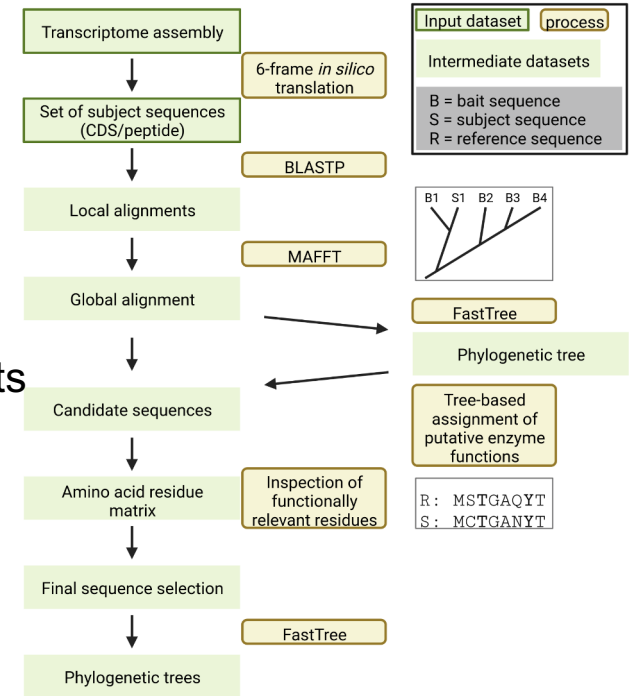 Transcriptome assembly
6-frame in silico
translation
Set of subject sequences
(CDS/peptide)
BLASTP
Local alignments
MAFFT
Global alignment
ts
Candidate sequences
Amino acid residue
matrix
Inspection of
functionally
relevant residues
Final sequence selection
FastTree
Phylogenetic trees
Input dataset
process
Intermediate datasets
B = bait sequence
S = subject sequence
R = reference sequence
B1 S1 B2 B3 B4
FastTree
Phylogenetic tree
Tree-based
assignment of
putative enzyme
functions
R: MSTGAQYT
S: MCTGANYT